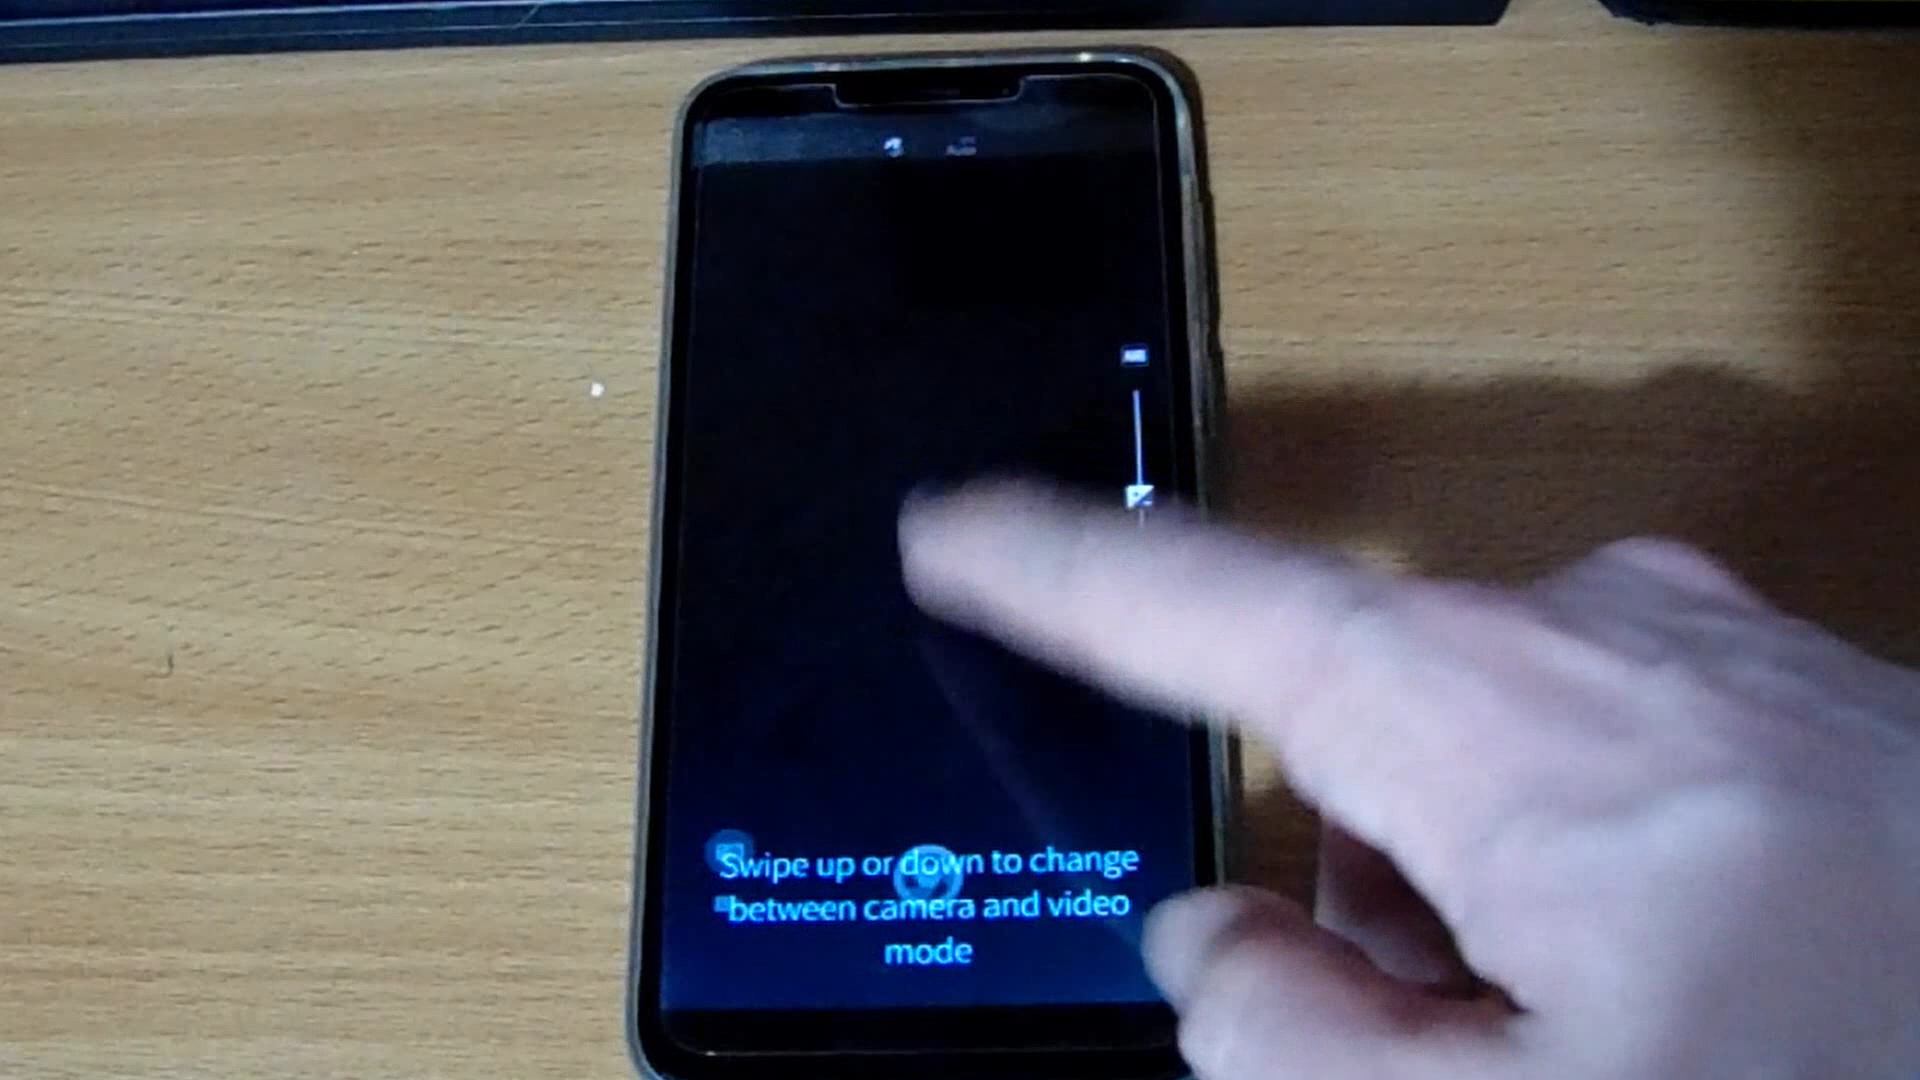 Swipe up or down to change
between camera and video
mode